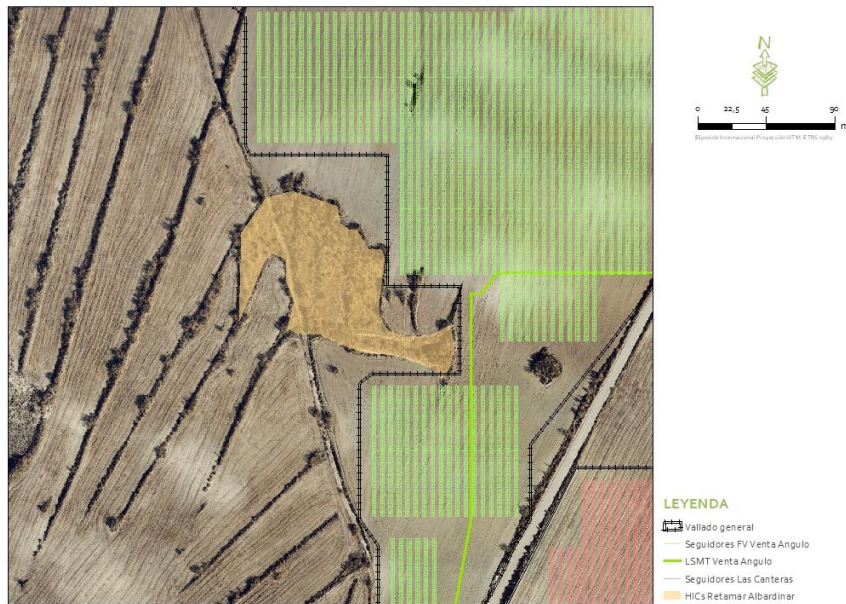 N
0 22,5 45 90
m
LEYENDA
Vallado general
Seguidores FV Venta Angulo
LSMT Venta Angulo
Seguidores Las Canteras
HICs Retamar Albardinar